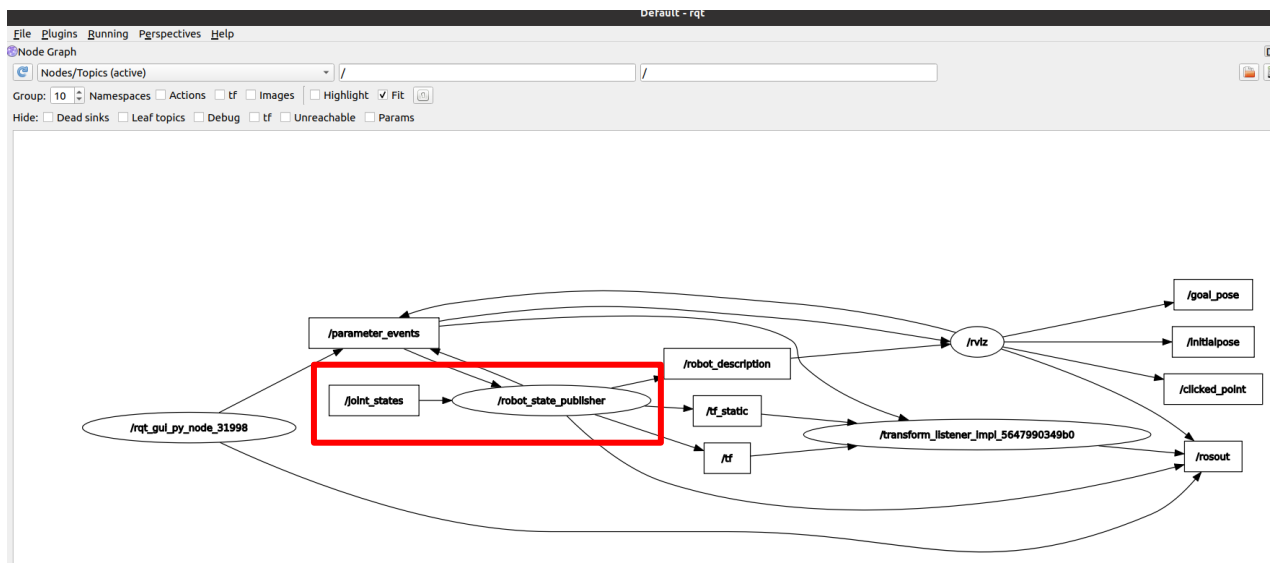 Default - rqt
File Plugins Running Perspectives Help
Node Graph
Nodes/Topics (active) / /
Group: 10 Namespaces Actions tf Images Highlight Fit
Hide: Dead sinks Leaf topics Debug tf Unreachable Params
/goal_pose
/parameter_events
/rviz
/initialpose
/robot_description
/clicked_point
/joint_states
/robot_state_publisher
/tf_static
/rqt_gui_py_node_31998
/transform_listener_impl_5647990349b0
/tf
/rosout